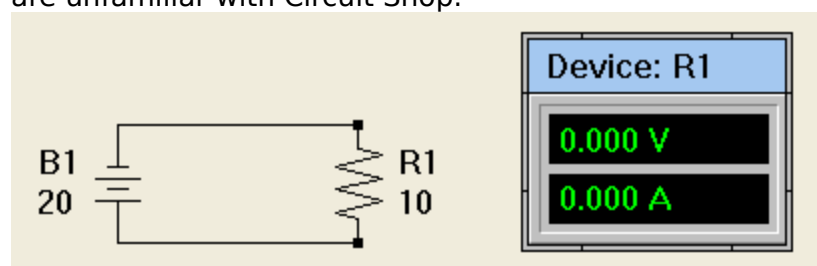 are unfamiliar with Circuit Shop.
Device: R1
0.000 V
B1
R1
20
10
0.000 A